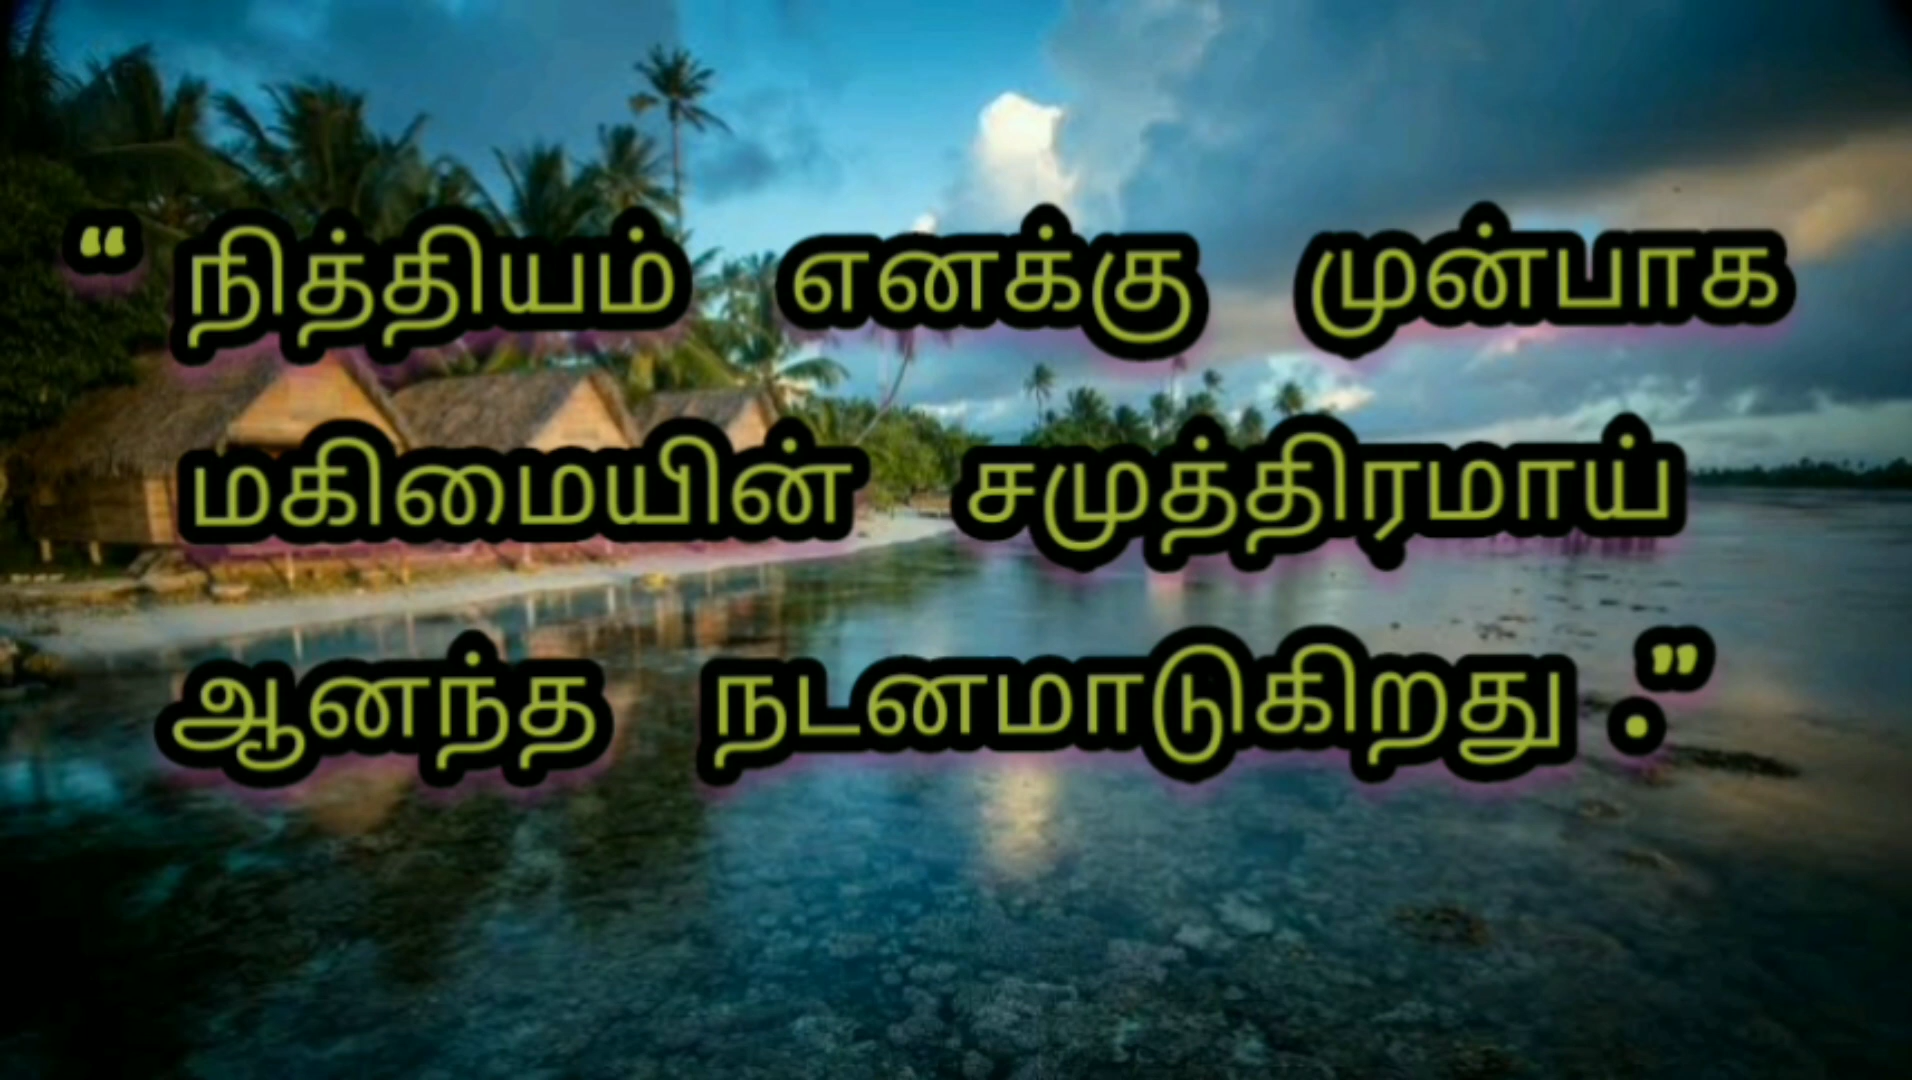 “ நித்தியம் எனக்கு முன்பாக
மகிமையின் சமுத்திரமாய்
ஆனந்த நடனமாடுகிறது .”